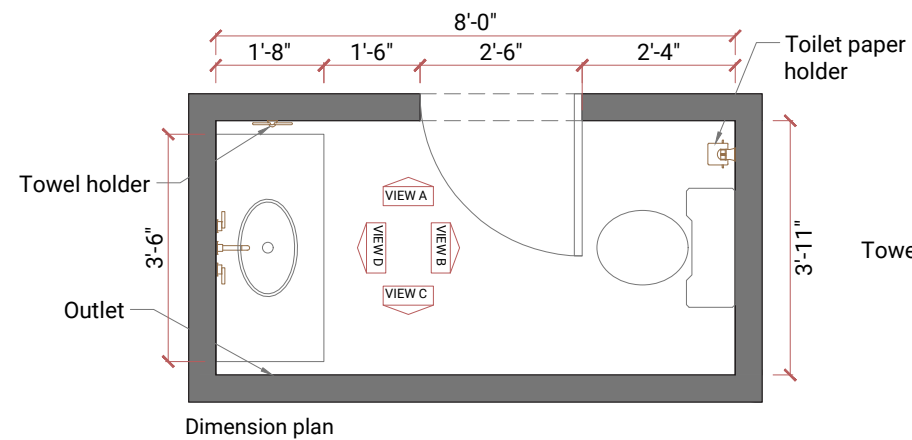 8'-0"
1'-8"
1'-6"
2'-6"
2'-4"
Toilet paper
holder
Towel holder
VIEW A
VIEW D
VIEW B
VIEW C
3'-6"
3'-11"
Towe
Outlet
Dimension plan